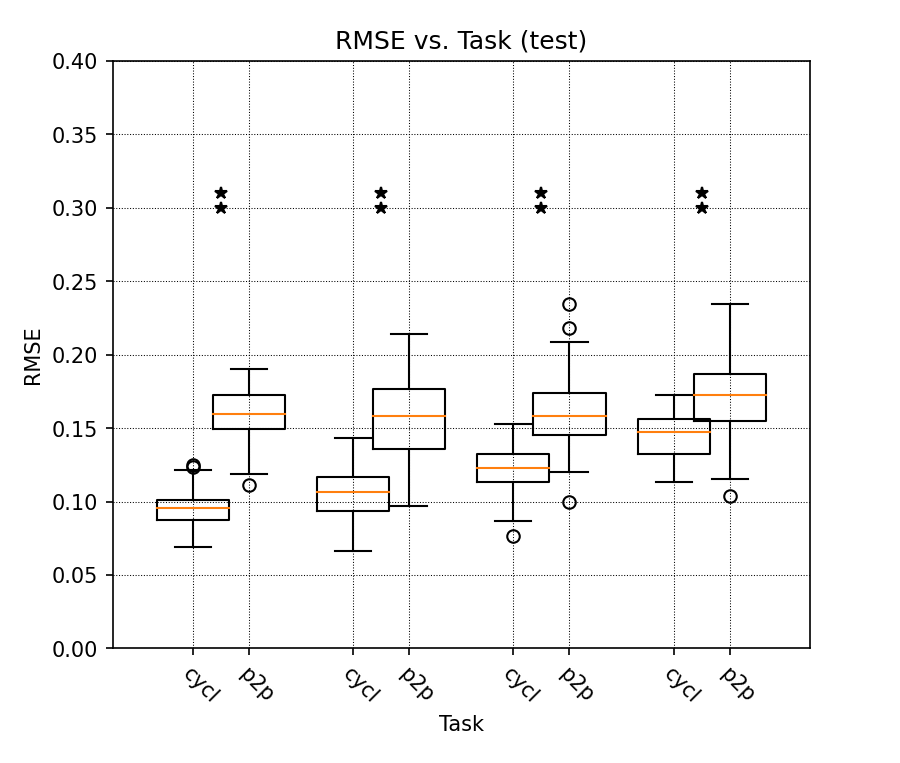 RMSE vs. Task (test)
0.40
0.35
0.30
0.25
0.20
0.15
0.10
0.05
0.00
RMSE
cycl p2p cycl p2p cycl p2p cycl p2p
Task